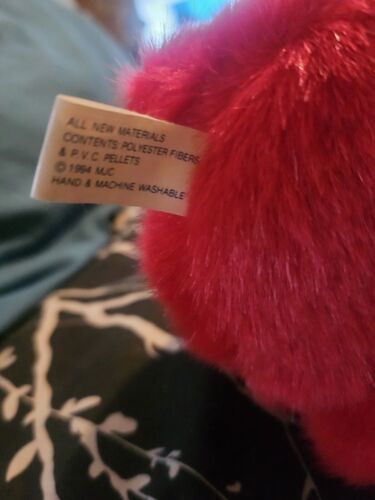 ALL NEW MATERIALS
CONTENTS: POLYESTER FIBERS
& P.V.C. PELLETS
© 1994 MJC
HAND & MACHINE WASHABLE